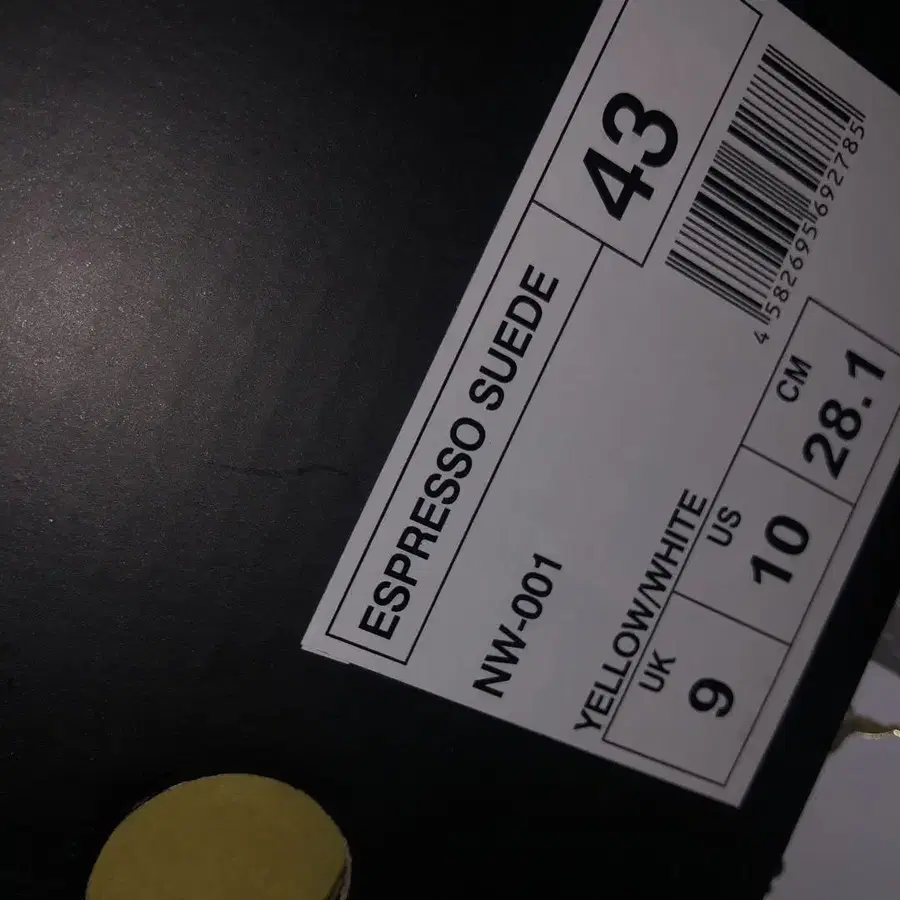 ESPRESSO SUEDE
43
NW-001
4 582695 692785
YELLOW/WHITE
UK
US
CM
9
10
28.1